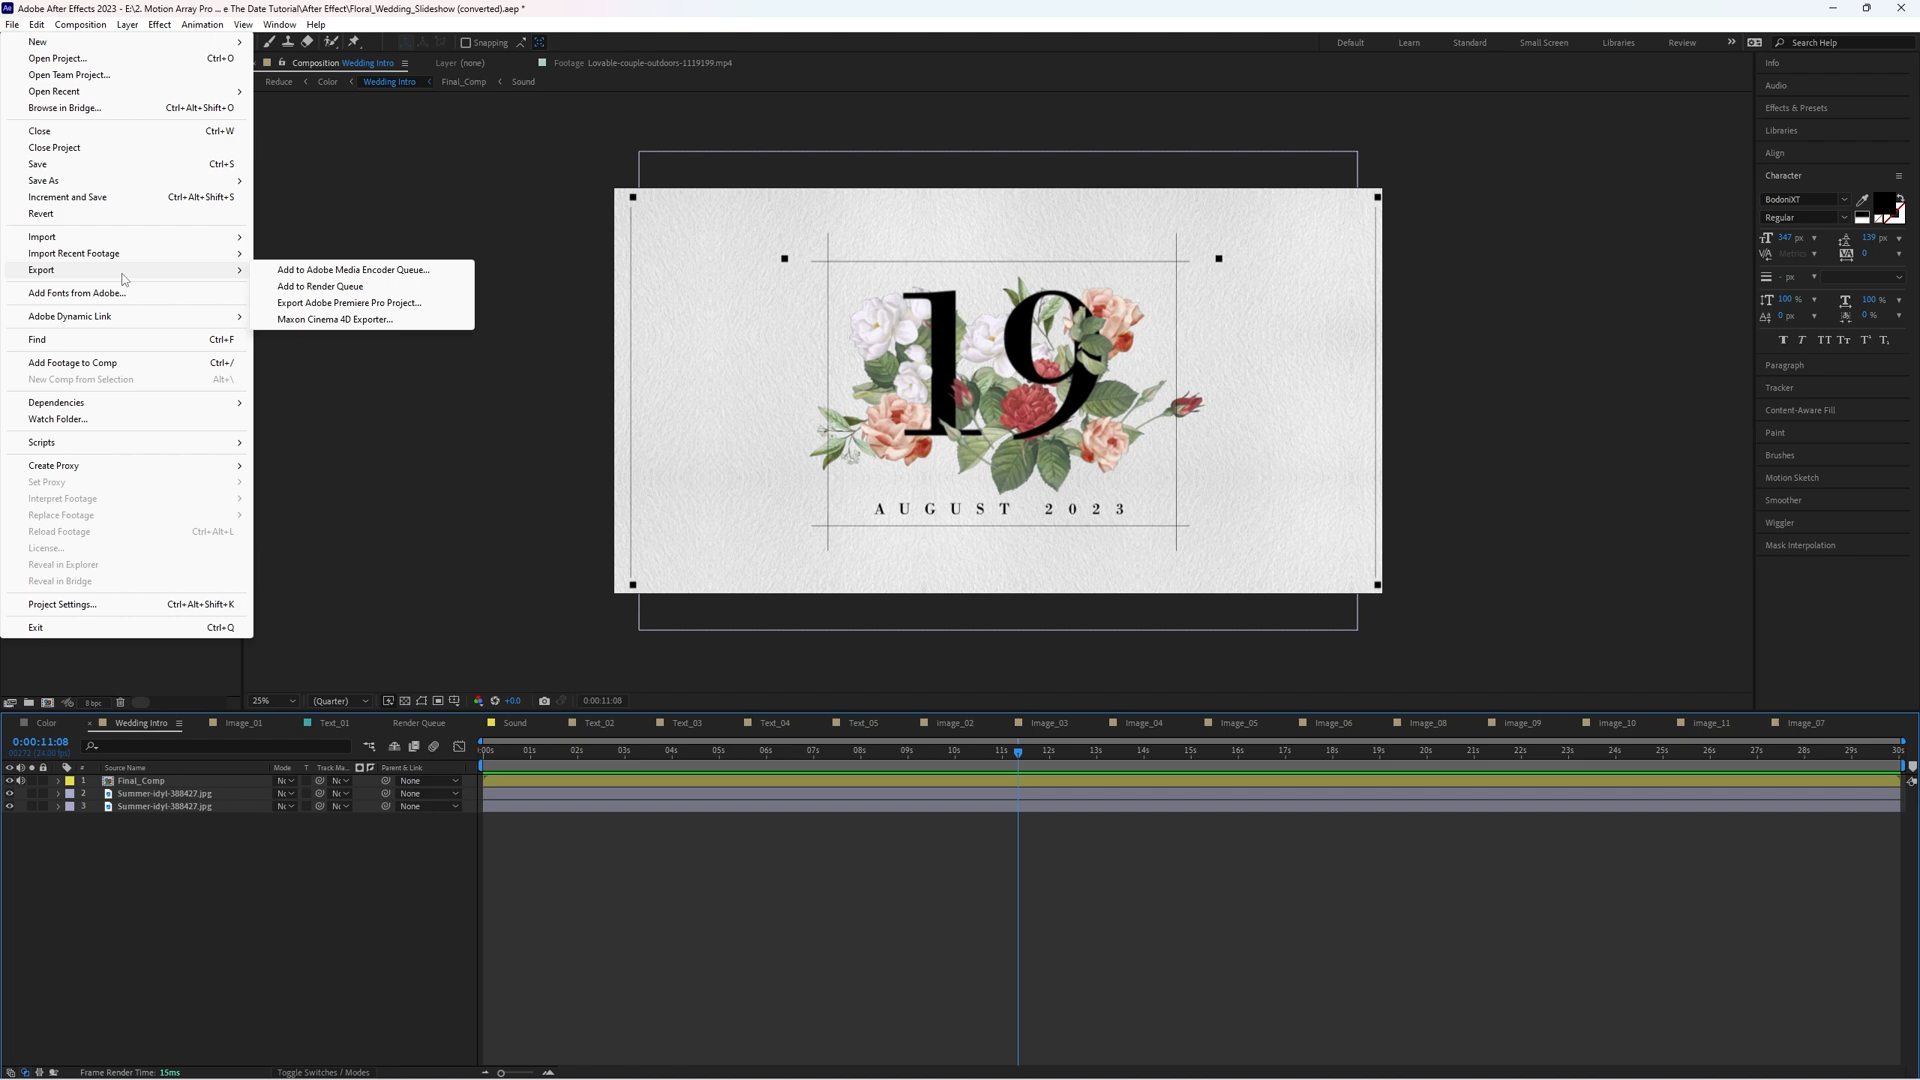 Adobe After Effects 2023 - E:\2. Motion Array Pro ... e The Date Tutorial\After Effect\Floral_Wedding_Slideshow (converted).aep *
File Edit Composition Layer Effect Animation View Window Help
Snapping
Default Learn Standard Small Screen Libraries Review Search Help
New
Open Project... Ctrl+O
Open Team Project...
Open Recent
Browse in Bridge... Ctrl+Alt+Shift+O
Close Ctrl+W
Close Project
Save Ctrl+S
Save As
Increment and Save Ctrl+Alt+Shift+S
Revert
Import
Import Recent Footage
Export
Add Fonts from Adobe...
Adobe Dynamic Link
Find Ctrl+F
Add Footage to Comp Ctrl+/
New Comp from Selection Alt+\
Dependencies
Watch Folder...
Scripts
Create Proxy
Set Proxy
Interpret Footage
Replace Footage
Reload Footage Ctrl+Alt+L
License...
Reveal in Explorer
Reveal in Bridge
Project Settings... Ctrl+Alt+Shift+K
Exit Ctrl+Q
Add to Adobe Media Encoder Queue...
Add to Render Queue
Export Adobe Premiere Pro Project...
Maxon Cinema 4D Exporter...
Composition Wedding Intro Layer (none) Footage Lovable-couple-outdoors-1119199.mp4
Reduce Color Wedding Intro Final_Comp Sound
19
AUGUST 2023
Info
Audio
Effects & Presets
Libraries
Align
Character
BodoniXT
Regular
347 px 139 px
Metrics 0
- px
100 % 100 %
0 px 0 %
Paragraph
Tracker
Content-Aware Fill
Paint
Brushes
Motion Sketch
Smoother
Wiggler
Mask Interpolation
8 bpc
25% (Quarter) +0.0 0:00:11:08
Color Wedding Intro Image_01 Text_01 Render Queue Sound Text_02 Text_03 Text_04 Text_05 Image_02 Image_03 Image_04 Image_05 Image_06 Image_08 Image_09 Image_10 Image_11 Image_07
0:00:11:08
00272 (24.00 fps)
:00s 01s 02s 03s 04s 05s 06s 07s 08s 09s 10s 11s 12s 13s 14s 15s 16s 17s 18s 19s 20s 21s 22s 23s 24s 25s 26s 27s 28s 29s 30s
# Source Name Mode T Track Ma... Parent & Link
1 Final_Comp None
2 Summer-idyl-388427.jpg None
3 Summer-idyl-388427.jpg None
Frame Render Time: 15ms Toggle Switches / Modes